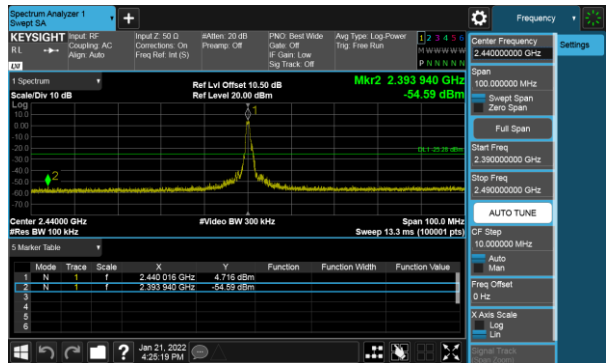 Spectrum Analyzer 1
Swept SA
+
Frequency
KEYSIGHT Input: RF Input Z: 50 Ω #Atten: 20 dB PNO: Best Wide Avg Type: Log-Power 1 2 3 4 5 6
RL Coupling: AC Corrections: On Preamp: Off Gate: Off Trig: Free Run M W W W W W
Align: Auto Freq Ref: Int (S) IF Gain: Low
Sig Track: Off P N N N N N
LXI
1 Spectrum
Ref Lvl Offset 10.50 dB Mkr2 2.393 940 GHz
Scale/Div 10 dB Ref Level 20.00 dBm -54.59 dBm
Log
10.0
0.00
-10.0
-20.0
-30.0
-40.0
-50.0
-60.0
-70.0
1
2
DL1 -25.28 dBm
Center 2.44000 GHz #Video BW 300 kHz Span 100.0 MHz
#Res BW 100 kHz Sweep 13.3 ms (100001 pts)
5 Marker Table
Mode Trace Scale X Y Function Function Width Function Value
1 N 1 f 2.440 016 GHz 4.716 dBm
2 N 1 f 2.393 940 GHz -54.59 dBm
3
4
5
6
Center Frequency
2.440000000 GHz
Settings
Span
100.000000 MHz
Swept Span
Zero Span
Full Span
Start Freq
2.390000000 GHz
Stop Freq
2.490000000 GHz
AUTO TUNE
CF Step
10.000000 MHz
Auto
Man
Freq Offset
0 Hz
X Axis Scale
Log
Lin
Signal Track
(Span Zoom)
? Jan 21, 2022
4:25:19 PM